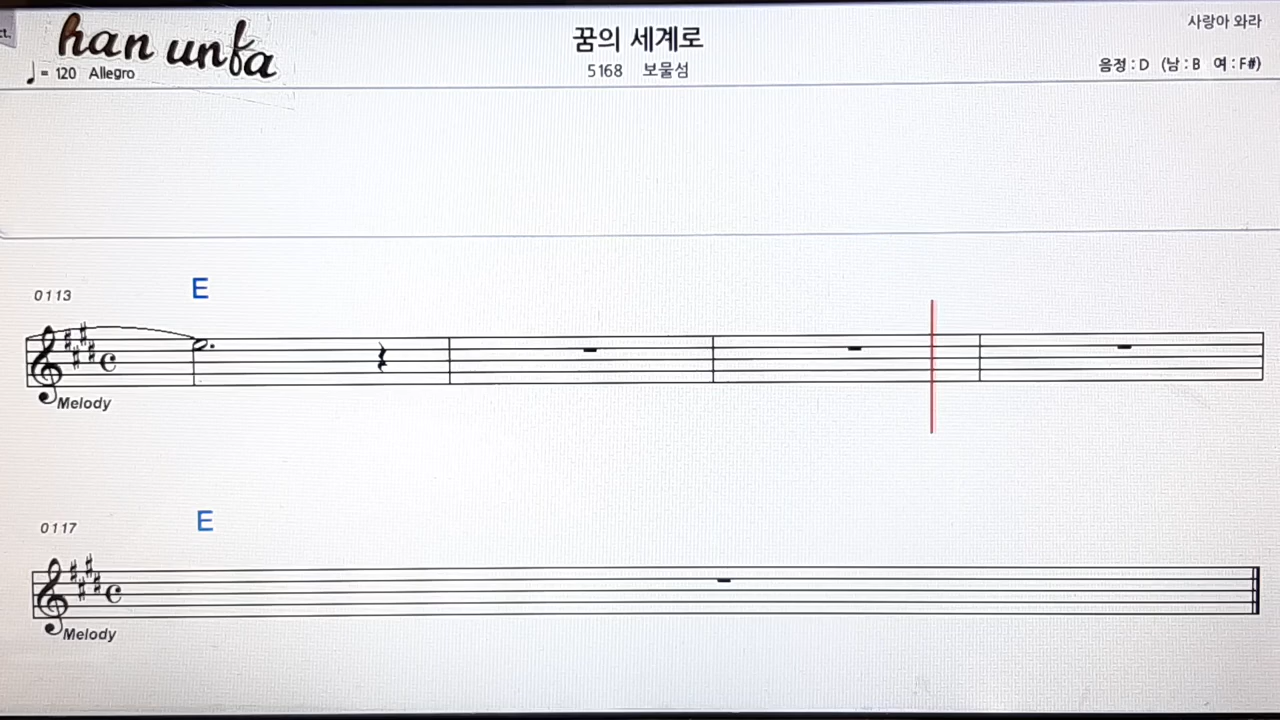 ct.
han unfa
♩= 120 Allegro
꿈의 세계로
5168 보물섬
사랑아 와라
음정 : D (남 : B 여 : F#)
0113
E
Melody
0117
E
Melody